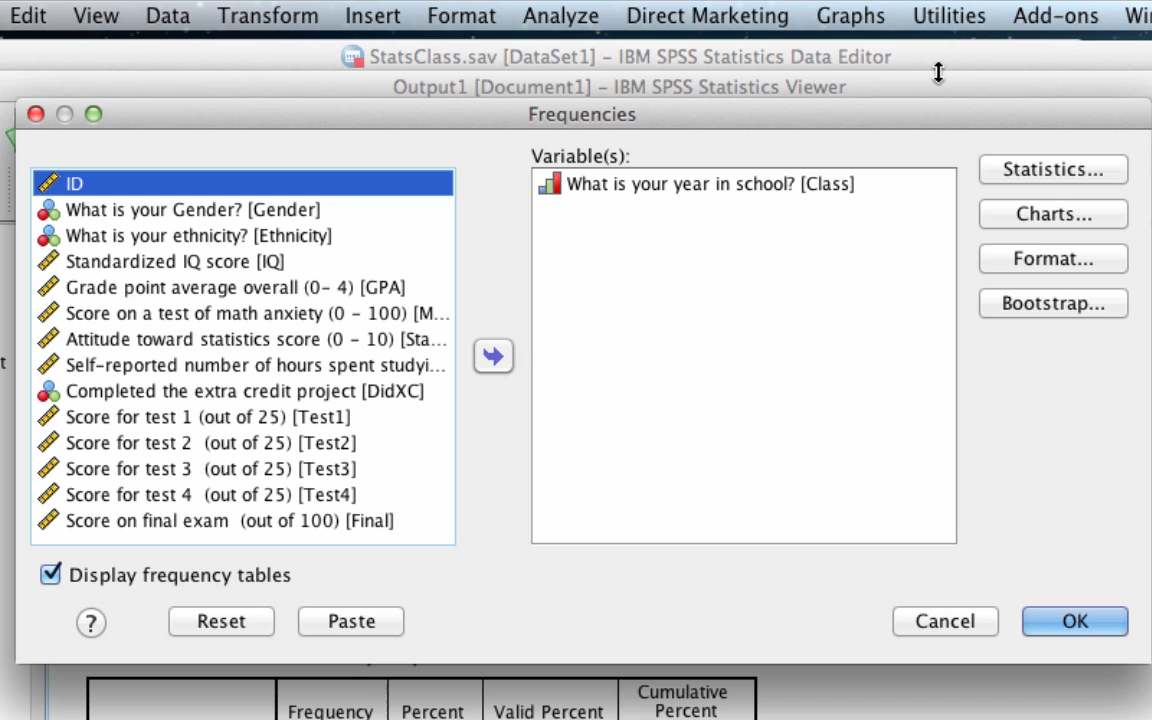 Edit View Data Transform Insert Format Analyze Direct Marketing Graphs Utilities Add-ons
StatsClass.sav [DataSet1] – IBM SPSS Statistics Data Editor
Output1 [Document1] – IBM SPSS Statistics Viewer
Frequencies
Variable(s):
ID
What is your Gender? [Gender]
What is your ethnicity? [Ethnicity]
Standardized IQ score [IQ]
Grade point average overall (0– 4) [GPA]
Score on a test of math anxiety (0 – 100) [M...
Attitude toward statistics score (0 – 10) [Sta...
Self-reported number of hours spent studyi...
Completed the extra credit project [DidXC]
Score for test 1 (out of 25) [Test1]
Score for test 2  (out of 25) [Test2]
Score for test 3  (out of 25) [Test3]
Score for test 4  (out of 25) [Test4]
Score on final exam  (out of 100) [Final]
What is your year in school? [Class]
Statistics...
Charts...
Format...
Bootstrap...
Display frequency tables
? Reset Paste Cancel OK
Cumulative
Frequency Percent Valid Percent Percent